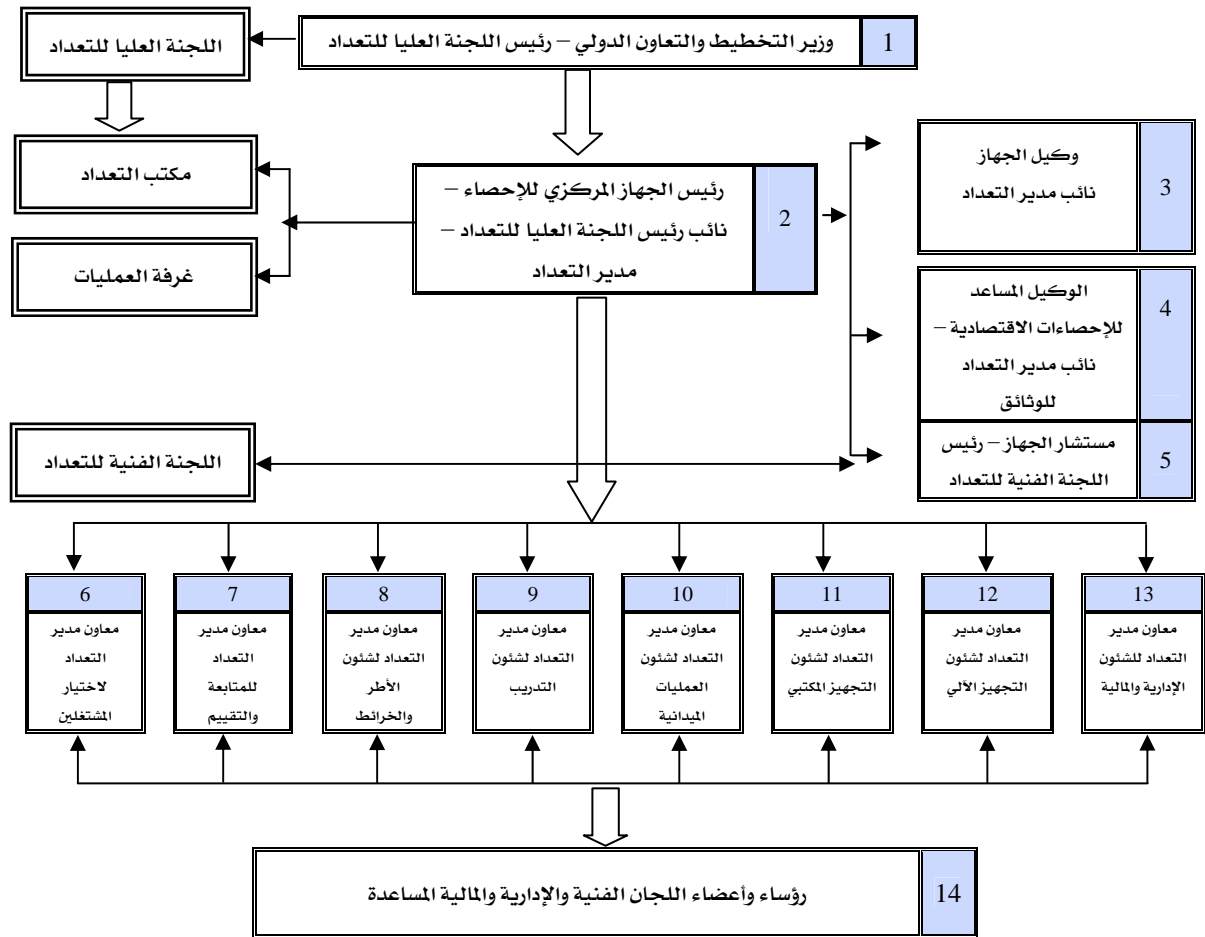 1
وزير التخطيط والتعاون الدولي – رئيس اللجنة العليا للتعداد
اللجنة العليا للتعداد
2
رئيس الجهاز المركزي للإحصاء –
نائب رئيس اللجنة العليا للتعداد –
مدير التعداد
مكتب التعداد
غرفة العمليات
3
وكيل الجهاز
نائب مدير التعداد
4
الوكيل المساعد
للإحصاءات الاقتصادية –
نائب مدير التعداد
للوثائق
5
مستشار الجهاز – رئيس
اللجنة الفنية للتعداد
اللجنة الفنية للتعداد
13
معاون مدير
التعداد للشئون
الإدارية والمالية
12
معاون مدير
التعداد لشئون
التجهيز الآلي
11
معاون مدير
التعداد لشئون
التجهيز المكتبي
10
معاون مدير
التعداد لشئون
العمليات
الميدانية
9
معاون مدير
التعداد لشئون
التدريب
8
معاون مدير
التعداد لشئون
الأطر
والخرائط
7
معاون مدير
التعداد
للمتابعة
والتقييم
6
معاون مدير
التعداد
لاختيار
المشتغلين
14
رؤساء وأعضاء اللجان الفنية والإدارية والمالية المساعدة